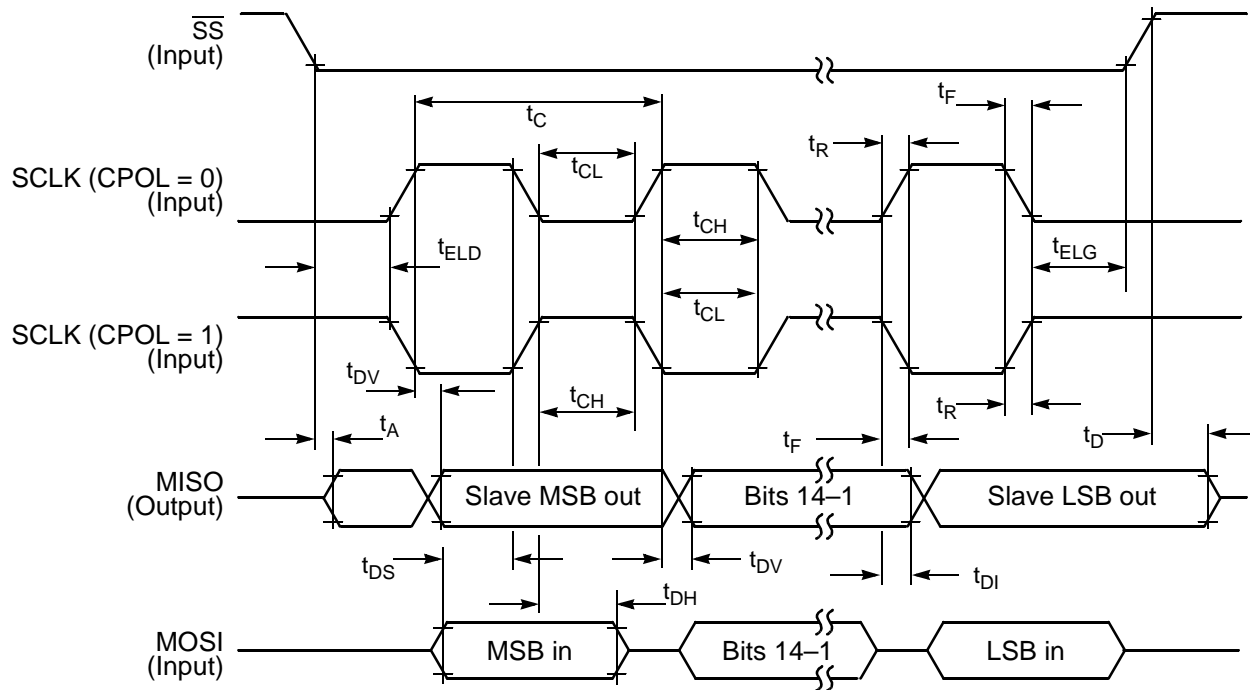 SS
(Input)
tF
tC
tR
SCLK (CPOL = 0)
(Input)
tCL
tCH
tELD
tELG
tCL
SCLK (CPOL = 1)
(Input)
tDV
tCH
tR
tA
tF
tD
MISO
(Output)
Slave MSB out
Bits 14–1
Slave LSB out
tDS
tDV
tDI
tDH
MOSI
(Input)
MSB in
Bits 14–1
LSB in